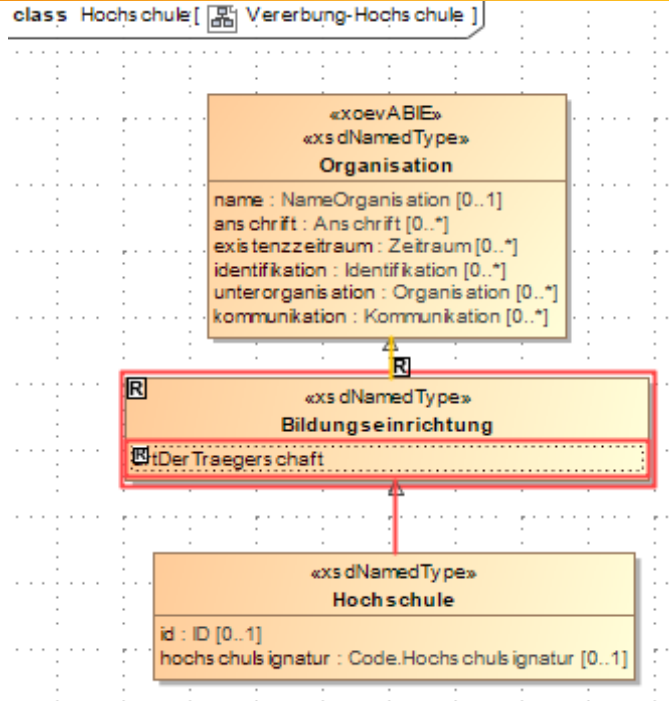 class Hochschule[ Vererbung-Hochschule ]
«xoevABIE»
«xsdNamedType»
Organisation
name : NameOrganisation [0..1]
anschrift : Anschrift [0..*]
existenzzeitraum : Zeitraum [0..*]
identifikation : Identifikation [0..*]
unterorganisation : Organisation [0..*]
kommunikation : Kommunikation [0..*]
R
R
«xsdNamedType»
Bildungseinrichtung
R tDerTraegerschaft
«xsdNamedType»
Hochschule
id : ID [0..1]
hochschulsignatur : Code.Hochschulsignatur [0..1]